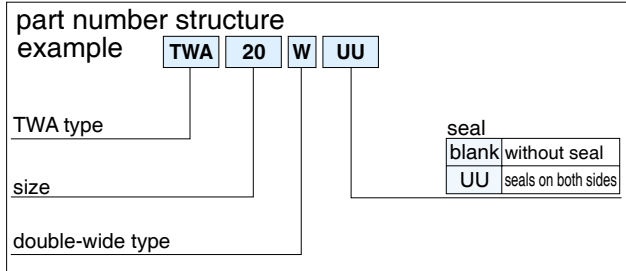 part number structure
example TWA 20 W UU
TWA type
size
double-wide type
seal
blank without seal
UU seals on both sides